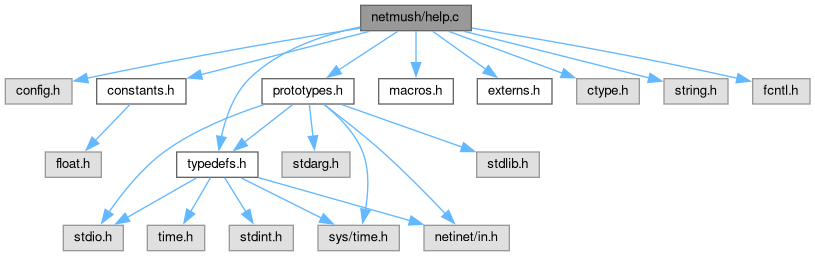 netmush/help.c
config.h
constants.h
prototypes.h
macros.h
externs.h
ctype.h
string.h
fcntl.h
float.h
typedefs.h
stdarg.h
stdlib.h
stdio.h
time.h
stdint.h
sys/time.h
netinet/in.h